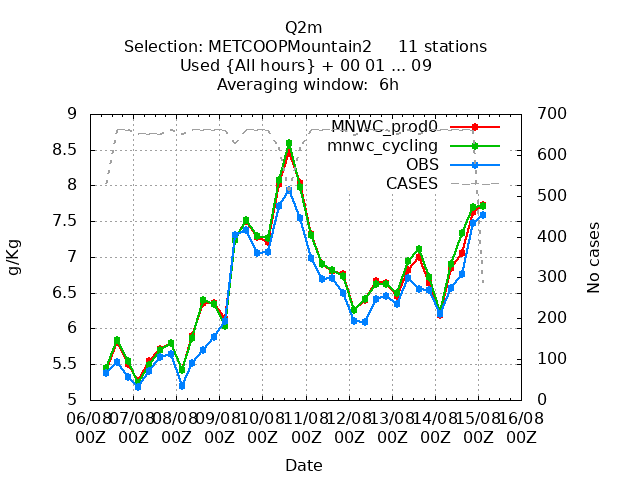 Q2m
Selection: METCOOPMountain2     11 stations
Used {All hours} + 00 01 ... 09
Averaging window:  6h
g/Kg
9
8.5
8
7.5
7
6.5
6
5.5
5
MNWC_prod0
mnwc_cycling
OBS
CASES
700
600
500
400
300
200
100
0
No cases
06/08 07/08 08/08 09/08 10/08 11/08 12/08 13/08 14/08 15/08 16/08
00Z 00Z 00Z 00Z 00Z 00Z 00Z 00Z 00Z 00Z 00Z
Date